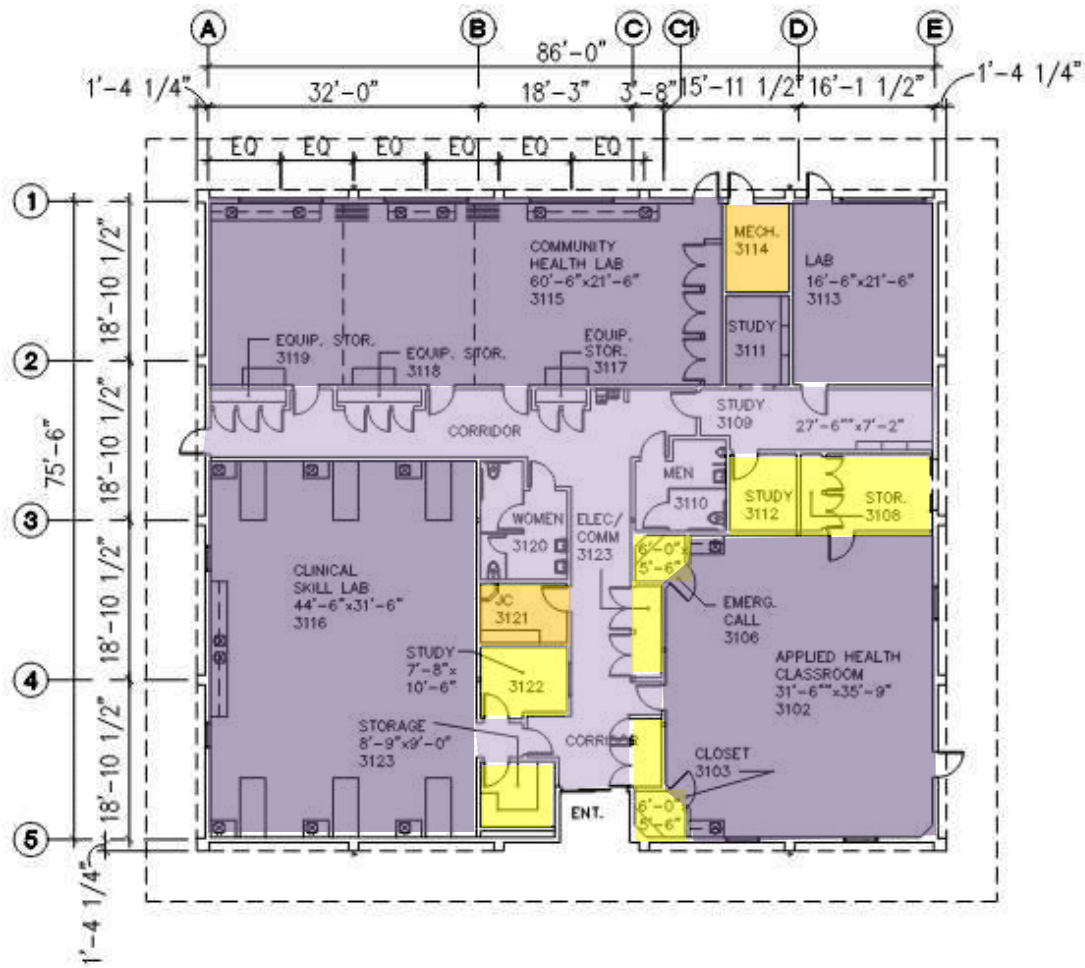 A B C C1 D E
86'-0"
1'-4 1/4" 1'-4 1/4"
32'-0" 18'-3" 3'-8" 15'-11 1/2" 16'-1 1/2"
EQ EQ EQ EQ EQ EQ
1
2
3
4
5
75'-6"
18'-10 1/2"
18'-10 1/2"
18'-10 1/2"
18'-10 1/2"
1'-4 1/4"
COMMUNITY
HEALTH LAB
60'-6"x21'-6"
3115
MECH.
3114
LAB
16'-6"x21'-6"
3113
STUDY
3111
EQUIP. STOR.
3119
EQUIP. STOR.
3118
EQUIP.
STOR.
3117
CORRIDOR
STUDY
3109
27'-6""x7'-2"
MEN
3110
STUDY
3112
STOR.
3108
WOMEN
3120
ELEC/
COMM
3123
6'-0"x
5'-6"
CLINICAL
SKILL LAB
44'-6"x31'-6"
3116
JC
3121
EMERG.
CALL
3106
STUDY
7'-8"x
10'-6"
3122
APPLIED HEALTH
CLASSROOM
31'-6""x35'-9"
3102
STORAGE
8'-9"x9'-0"
3123
CORRIDOR
CLOSET
3103
ENT.
6'-0"
5'-6"